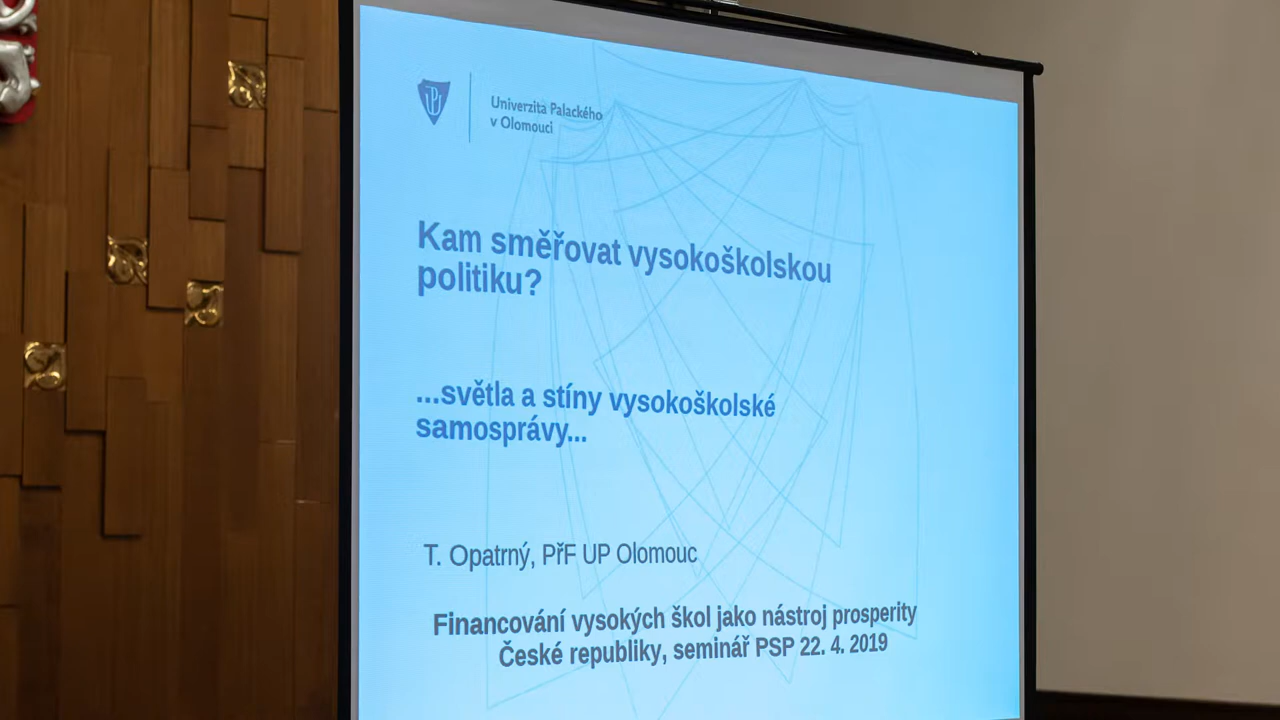 Univerzita Palackého
v Olomouci
Kam směřovat vysokoškolskou
politiku?
...světla a stíny vysokoškolské
samosprávy...
T. Opatrný, PřF UP Olomouc
Financování vysokých škol jako nástroj prosperity
České republiky, seminář PSP 22. 4. 2019